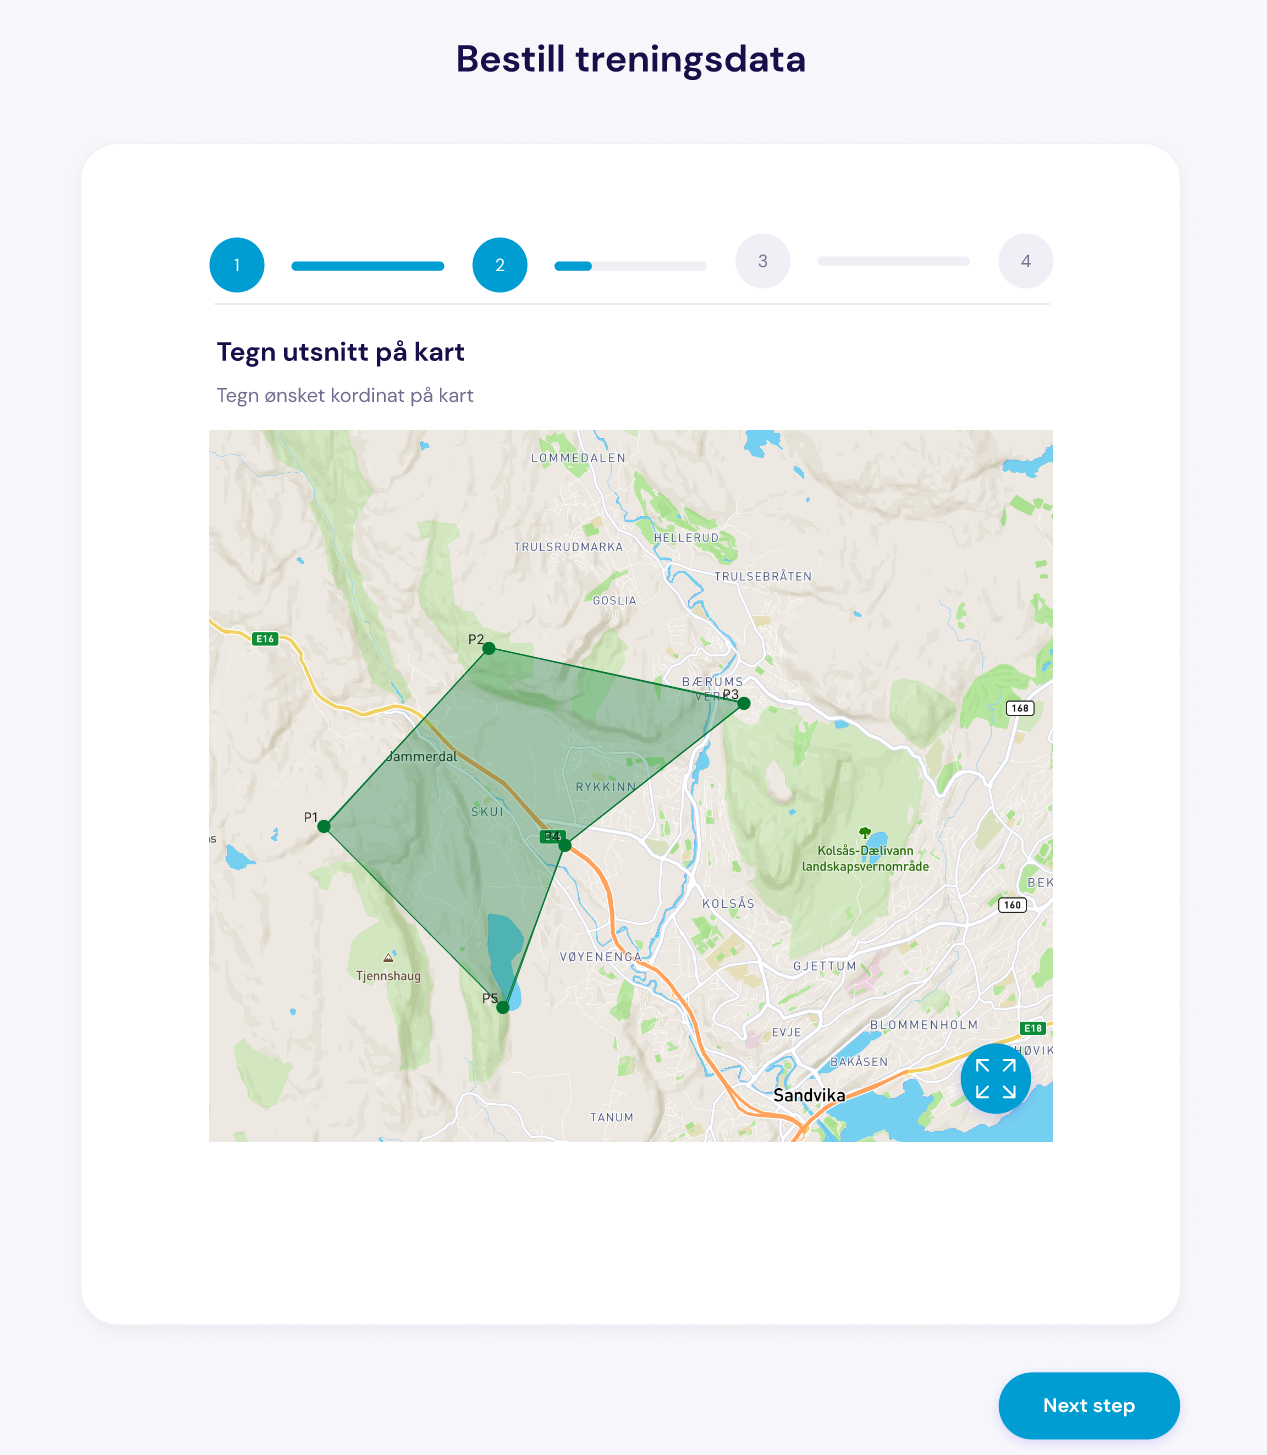 Bestill treningsdata
1
2
3
4
Tegn utsnitt på kart
Tegn ønsket kordinat på kart
LOMMEDALEN
HELLERUD
TRULSRUDMARKA
TRULSEBRÅTEN
GOSLIA
E16
P2
BÆRUMS
VERK
P3
168
Jammerdal
RYKKINN
SKUI
P1
E16
P4
Kolsås-Dælivann
landskapsvernområde
BEK
KOLSÅS
160
VØYENENGA
GJETTUM
Tjennshaug
P5
EVJE
BLOMMENHOLM
E18
HØVIK
BAKÅSEN
Sandvika
TANUM
Next step